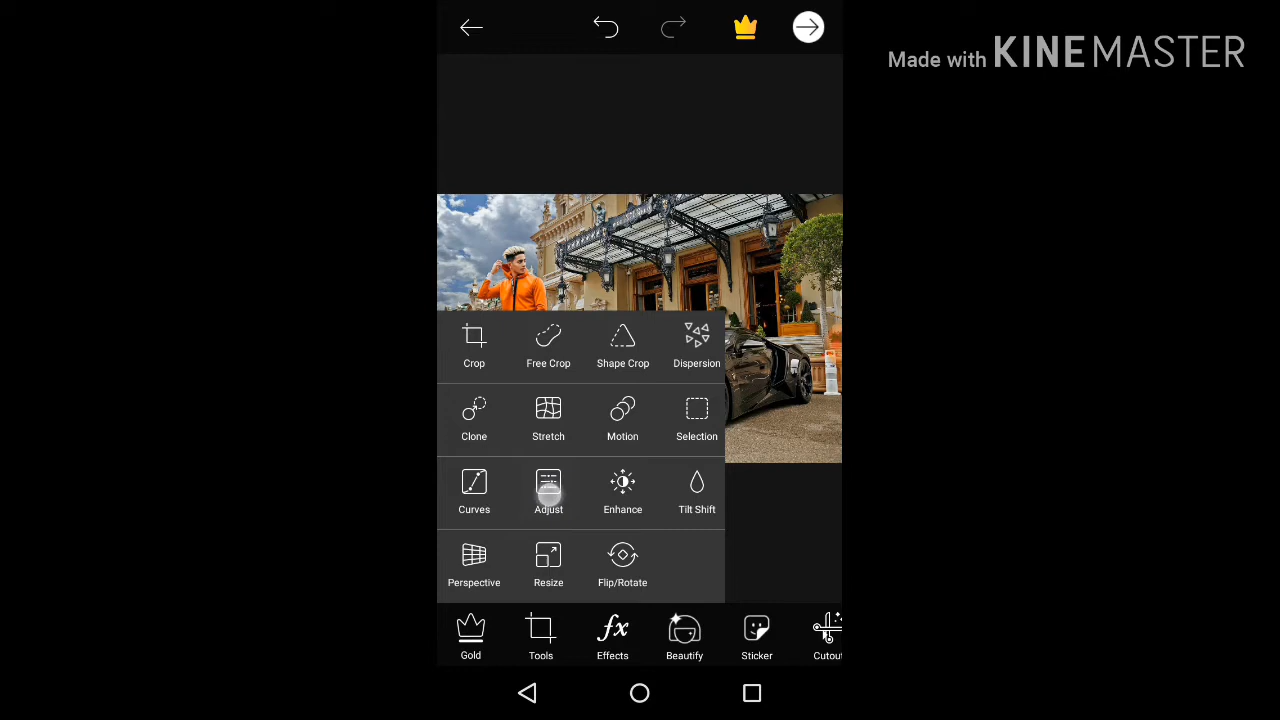 Made with KINEMASTER
Crop Free Crop Shape Crop Dispersion
Clone Stretch Motion Selection
Curves Adjust Enhance Tilt Shift
Perspective Resize Flip/Rotate
Gold Tools fx Effects Beautify Sticker Cutout